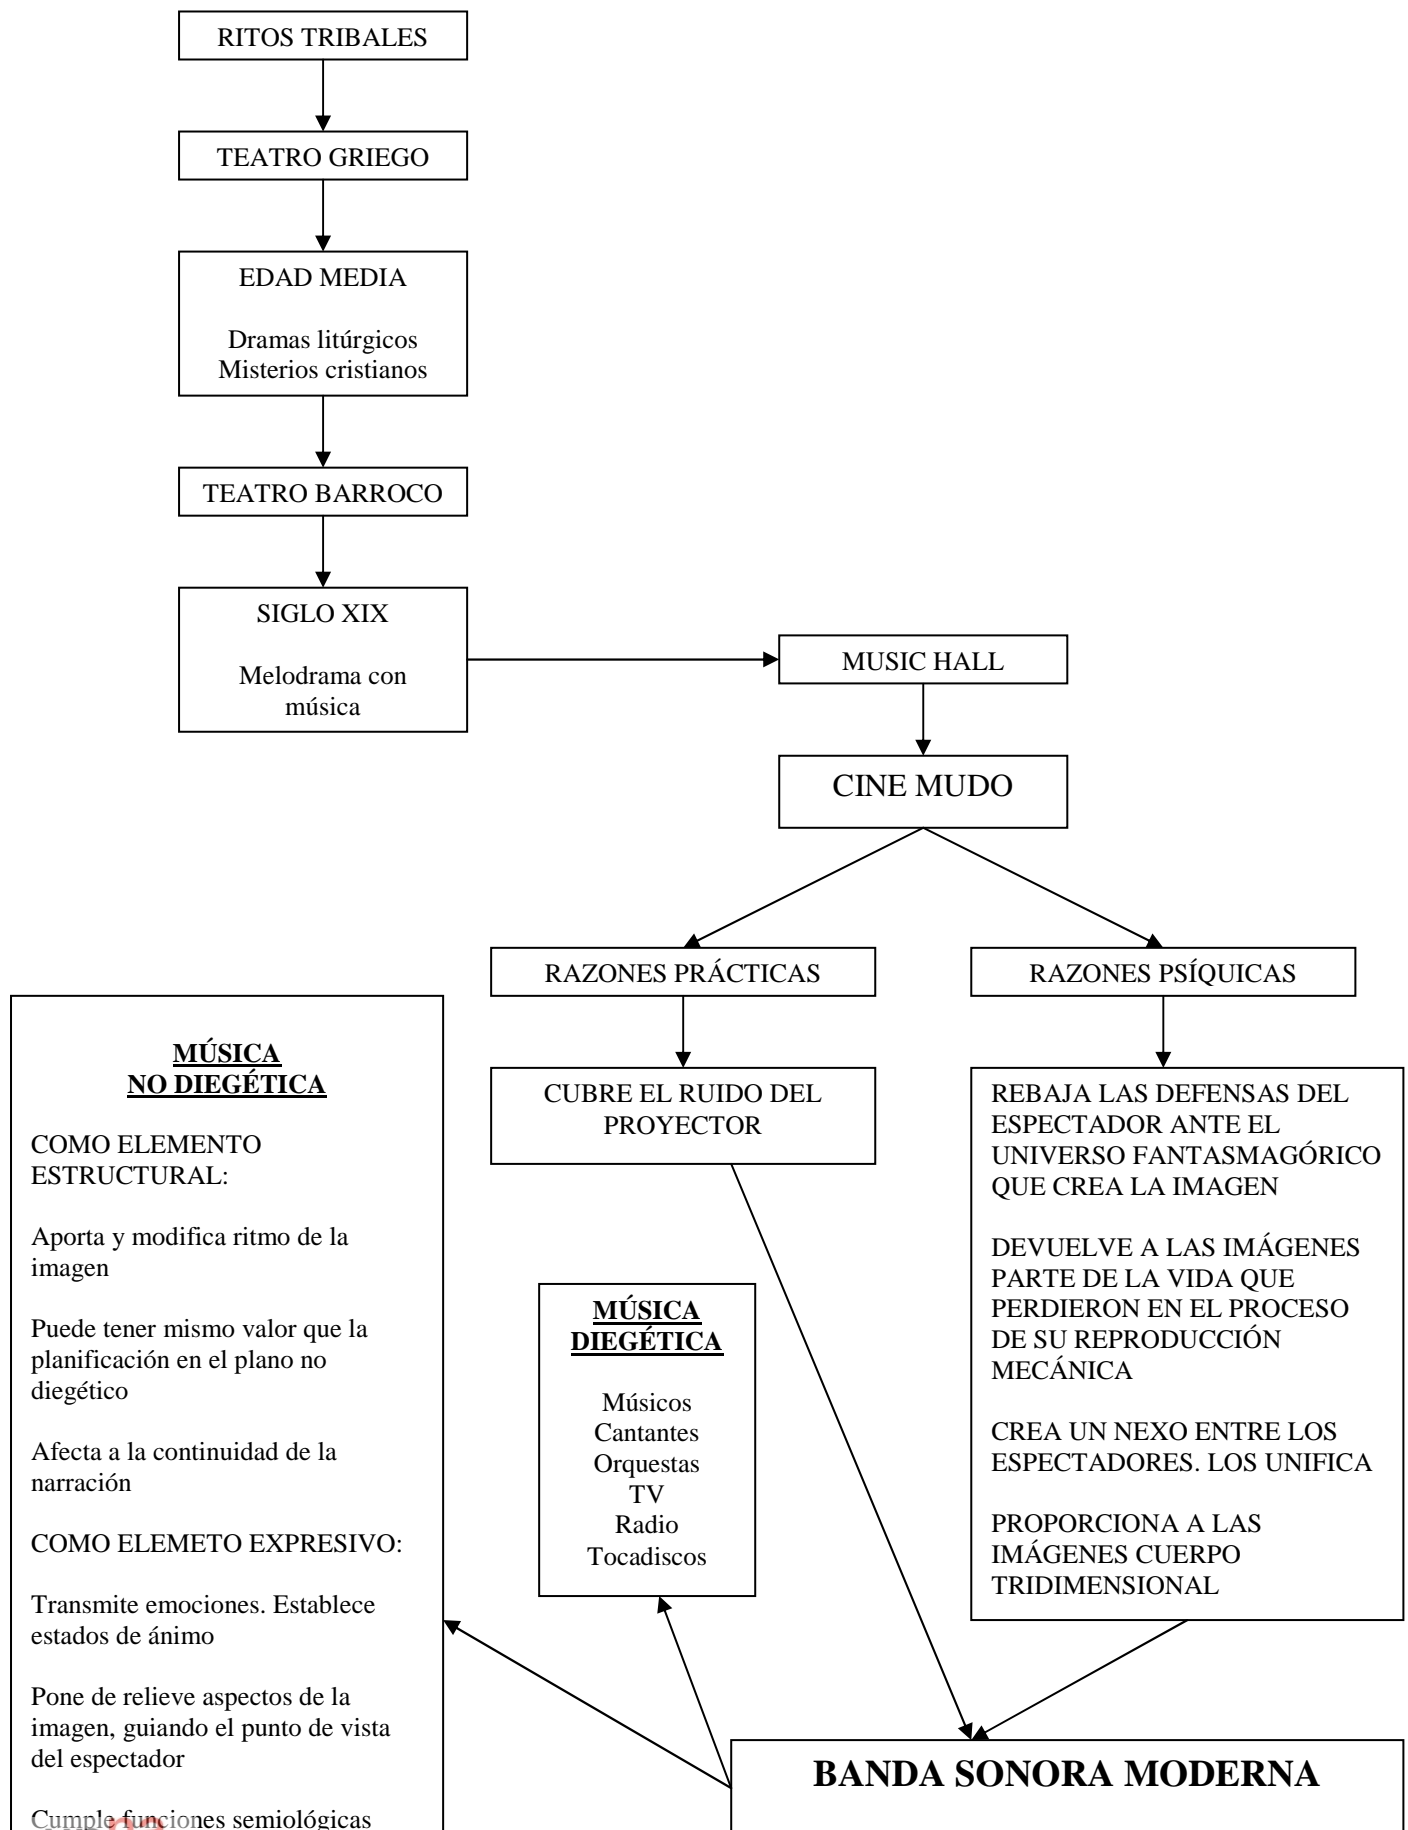 RITOS TRIBALES
TEATRO GRIEGO
EDAD MEDIA
Dramas litúrgicos
Misterios cristianos
TEATRO BARROCO
SIGLO XIX
Melodrama con
música
MUSIC HALL
CINE MUDO
RAZONES PRÁCTICAS
RAZONES PSÍQUICAS
CUBRE EL RUIDO DEL
PROYECTOR
REBAJA LAS DEFENSAS DEL
ESPECTADOR ANTE EL
UNIVERSO FANTASMAGÓRICO
QUE CREA LA IMAGEN
DEVUELVE A LAS IMÁGENES
PARTE DE LA VIDA QUE
PERDIERON EN EL PROCESO
DE SU REPRODUCCIÓN
MECÁNICA
CREA UN NEXO ENTRE LOS
ESPECTADORES. LOS UNIFICA
PROPORCIONA A LAS
IMÁGENES CUERPO
TRIDIMENSIONAL
MÚSICA
NO DIEGÉTICA
COMO ELEMENTO
ESTRUCTURAL:
Aporta y modifica ritmo de la
imagen
Puede tener mismo valor que la
planificación en el plano no
diegético
Afecta a la continuidad de la
narración
COMO ELEMETO EXPRESIVO:
Transmite emociones. Establece
estados de ánimo
Pone de relieve aspectos de la
imagen, guiando el punto de vista
del espectador
Cumple funciones semiológicas
MÚSICA
DIEGÉTICA
Músicos
Cantantes
Orquestas
TV
Radio
Tocadiscos
BANDA SONORA MODERNA